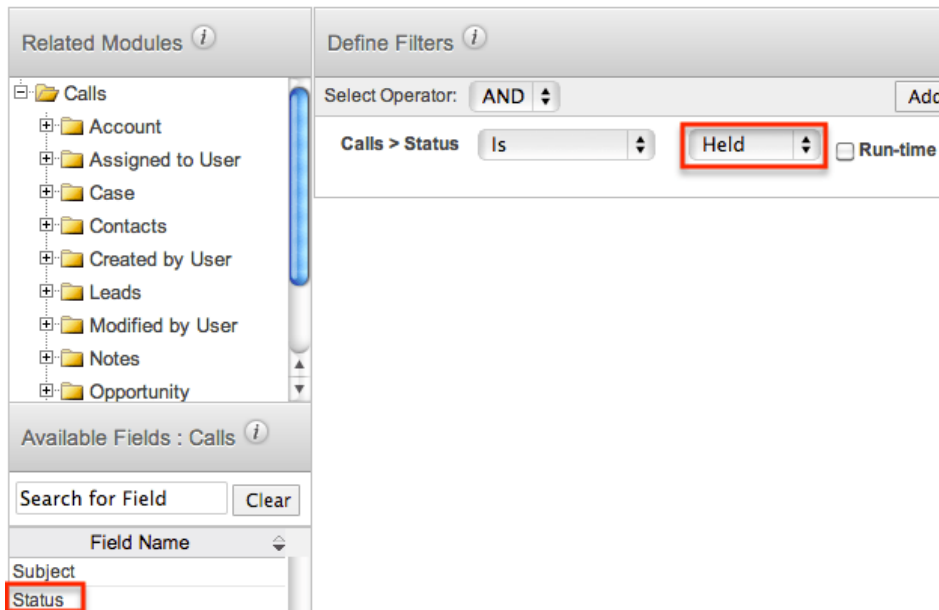 Related Modules i
Define Filters i
Calls
Account
Assigned to User
Case
Contacts
Created by User
Leads
Modified by User
Notes
Opportunity
Select Operator: AND
Add
Calls > Status Is Held Run-time
Available Fields : Calls i
Search for Field Clear
Field Name
Subject
Status